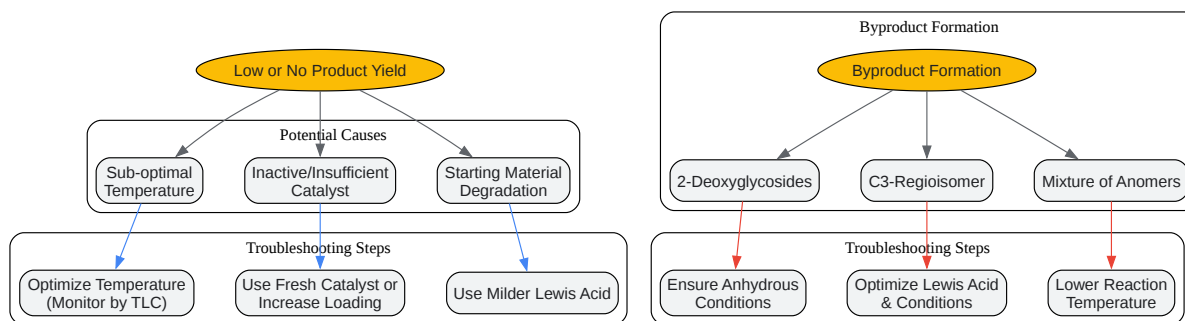 Low or No Product Yield
Potential Causes
Sub-optimal
Temperature
Inactive/Insufficient
Catalyst
Starting Material
Degradation
Troubleshooting Steps
Optimize Temperature
(Monitor by TLC)
Use Fresh Catalyst or
Increase Loading
Use Milder Lewis Acid
Byproduct Formation
Byproduct Formation
2-Deoxyglycosides
C3-Regioisomer
Mixture of Anomers
Troubleshooting Steps
Ensure Anhydrous
Conditions
Optimize Lewis Acid
& Conditions
Lower Reaction
Temperature